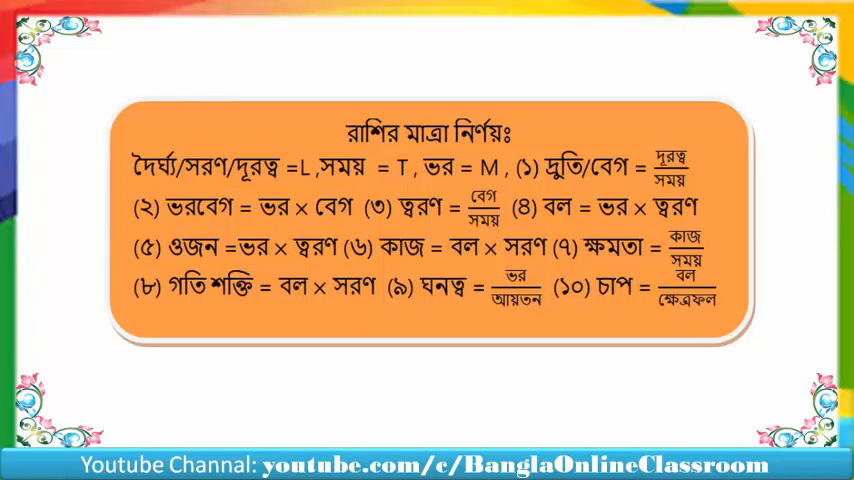 রাশির মাত্রা নির্ণয়ঃ
দৈর্ঘ্য/সরণ/দূরত্ব =L ,সময় = T , ভর = M , (১) দ্রুতি/বেগ = দূরত্ব/সময়
(২) ভরবেগ = ভর × বেগ (৩) ত্বরণ = বেগ/সময় (৪) বল = ভর × ত্বরণ
(৫) ওজন =ভর × ত্বরণ (৬) কাজ = বল × সরণ (৭) ক্ষমতা = কাজ/সময়
(৮) গতি শক্তি = বল × সরণ (৯) ঘনত্ব = ভর/আয়তন (১০) চাপ = বল/ক্ষেত্রফল
Youtube Channel: youtube.com/c/BanglaOnlineClassroom